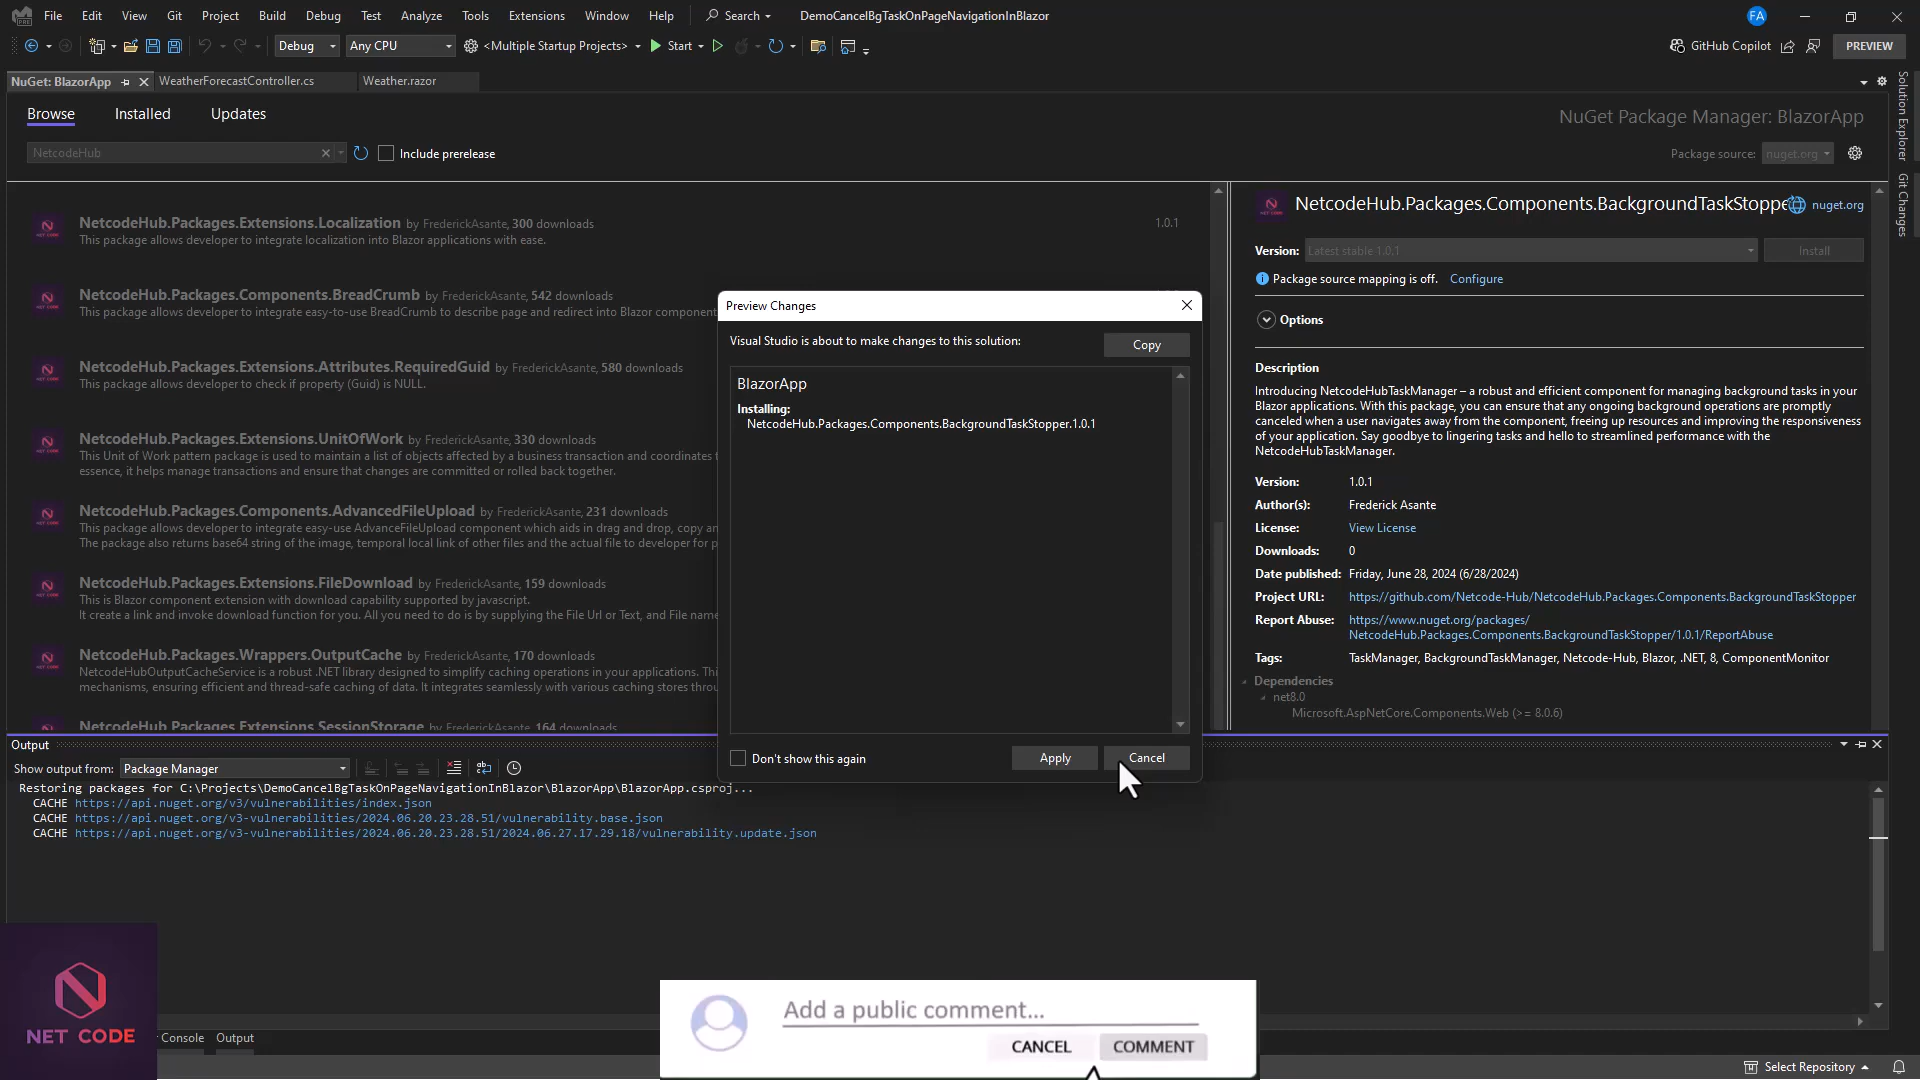 File Edit View Git Project Build Debug Test Analyze Tools Extensions Window Help Search DemoCancelBgTaskOnPageNavigationInBlazor FA
Debug Any CPU <Multiple Startup Projects> Start GitHub Copilot PREVIEW
NuGet: BlazorApp WeatherForecastController.cs Weather.razor
Solution Explorer
Git Changes
Browse Installed Updates
NuGet Package Manager: BlazorApp
NetcodeHub Include prerelease
Package source: nuget.org
NetcodeHub.Packages.Extensions.Localization by FrederickAsante, 300 downloads 1.0.1
This package allows developer to integrate localization into Blazor applications with ease.
NetcodeHub.Packages.Components.BreadCrumb by FrederickAsante, 542 downloads
This package allows developer to integrate easy-to-use BreadCrumb to describe page and redirect into Blazor component
NetcodeHub.Packages.Extensions.Attributes.RequiredGuid by FrederickAsante, 580 downloads
This package allows developer to check if property (Guid) is NULL.
NetcodeHub.Packages.Extensions.UnitOfWork by FrederickAsante, 330 downloads
This Unit of Work pattern package is used to maintain a list of objects affected by a business transaction and coordinates
essence, it helps manage transactions and ensure that changes are committed or rolled back together.
NetcodeHub.Packages.Components.AdvancedFileUpload by FrederickAsante, 231 downloads
This package allows developer to integrate easy-use AdvanceFileUpload component which aids in drag and drop, copy an
The package also returns base64 string of the image, temporal local link of other files and the actual file to developer for p
NetcodeHub.Packages.Extensions.FileDownload by FrederickAsante, 159 downloads
This is Blazor component extension with download capability supported by javascript.
It create a link and invoke download function for you. All you need to do is by supplying the File Url or Text, and File name
NetcodeHub.Packages.Wrappers.OutputCache by FrederickAsante, 170 downloads
NetcodeHubOutputCacheService is a robust .NET library designed to simplify caching operations in your applications. Thi
mechanisms, ensuring efficient and thread-safe caching of data. It integrates seamlessly with various caching stores throu
NetcodeHub.Packages.Extensions.SessionStorage by FrederickAsante, 164 downloads
Preview Changes
Visual Studio is about to make changes to this solution:
Copy
BlazorApp
Installing:
NetcodeHub.Packages.Components.BackgroundTaskStopper.1.0.1
Don't show this again Apply Cancel
NetcodeHub.Packages.Components.BackgroundTaskStoppe nuget.org
Version: Latest stable 1.0.1 Install
Package source mapping is off. Configure
Options
Description
Introducing NetcodeHubTaskManager – a robust and efficient component for managing background tasks in your
Blazor applications. With this package, you can ensure that any ongoing background operations are promptly
canceled when a user navigates away from the component, freeing up resources and improving the responsiveness
of your application. Say goodbye to lingering tasks and hello to streamlined performance with the
NetcodeHubTaskManager.
Version: 1.0.1
Author(s): Frederick Asante
License: View License
Downloads: 0
Date published: Friday, June 28, 2024 (6/28/2024)
Project URL: https://github.com/Netcode-Hub/NetcodeHub.Packages.Components.BackgroundTaskStopper
Report Abuse: https://www.nuget.org/packages/
NetcodeHub.Packages.Components.BackgroundTaskStopper/1.0.1/ReportAbuse
Tags: TaskManager, BackgroundTaskManager, Netcode-Hub, Blazor, .NET, 8, ComponentMonitor
Dependencies
net8.0
Microsoft.AspNetCore.Components.Web (>= 8.0.6)
Output
Show output from: Package Manager
Restoring packages for C:\Projects\DemoCancelBgTaskOnPageNavigationInBlazor\BlazorApp\BlazorApp.csproj...
CACHE https://api.nuget.org/v3/vulnerabilities/index.json
CACHE https://api.nuget.org/v3-vulnerabilities/2024.06.20.23.28.51/vulnerability.base.json
CACHE https://api.nuget.org/v3-vulnerabilities/2024.06.20.23.28.51/2024.06.27.17.29.18/vulnerability.update.json
NET CODE
Console Output
Add a public comment...
CANCEL COMMENT
Select Repository